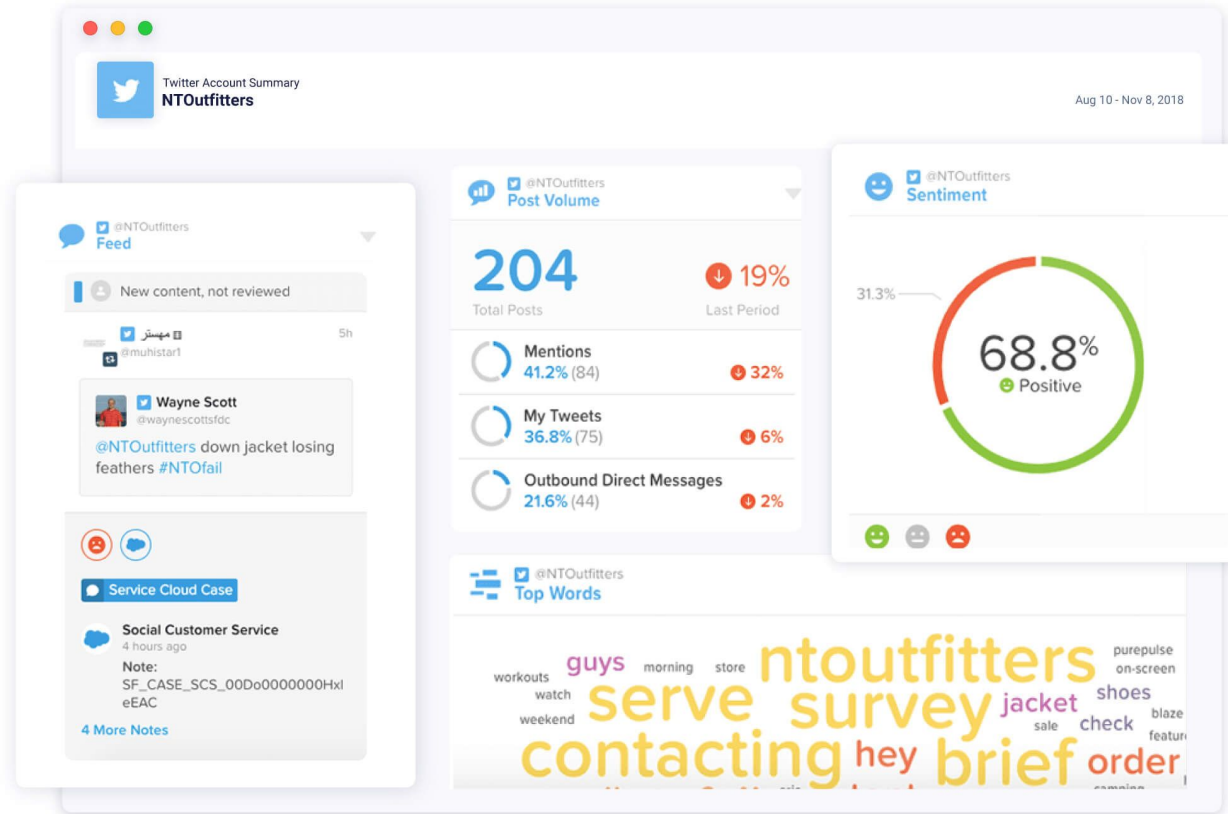 Twitter Account Summary
NTOutfitters
Aug 10 - Nov 8, 2018
@NTOutfitters
Feed
New content, not reviewed
مهستر
5h
@muhistar1
Wayne Scott
@waynescottsfdc
@NTOutfitters down jacket losing
feathers #NTOfail
Service Cloud Case
Social Customer Service
4 hours ago
Note:
SF_CASE_SCS_00Do0000000HxI
eEAC
4 More Notes
@NTOutfitters
Post Volume
204
19%
Total Posts
Last Period
Mentions
41.2% (84)
32%
My Tweets
36.8% (75)
6%
Outbound Direct Messages
21.6% (44)
2%
@NTOutfitters
Sentiment
31.3%
68.8%
Positive
@NTOutfitters
Top Words
workouts guys morning store ntoutfitters purepulse
on-screen
watch serve survey jacket shoes
weekend sale check blaze
contacting hey brief order